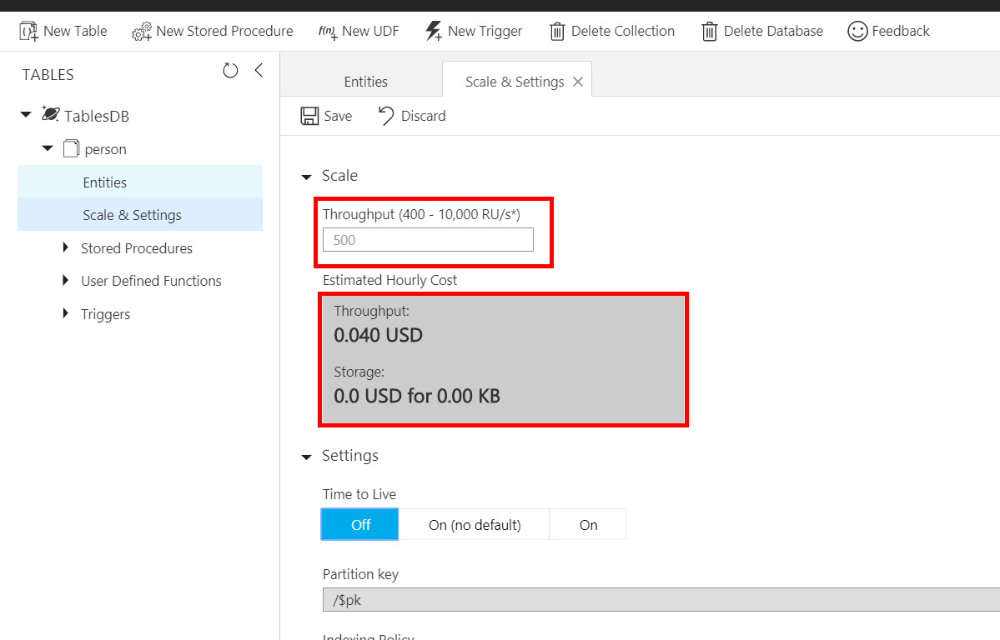 New Table New Stored Procedure f(n) New UDF New Trigger Delete Collection Delete Database Feedback
TABLES
TablesDB
person
Entities
Scale & Settings
Stored Procedures
User Defined Functions
Triggers
Entities Scale & Settings
Save Discard
Scale
Throughput (400 - 10,000 RU/s*)
500
Estimated Hourly Cost
Throughput:
0.040 USD
Storage:
0.0 USD for 0.00 KB
Settings
Time to Live
Off On (no default) On
Partition key
/$pk
Indexing Policy